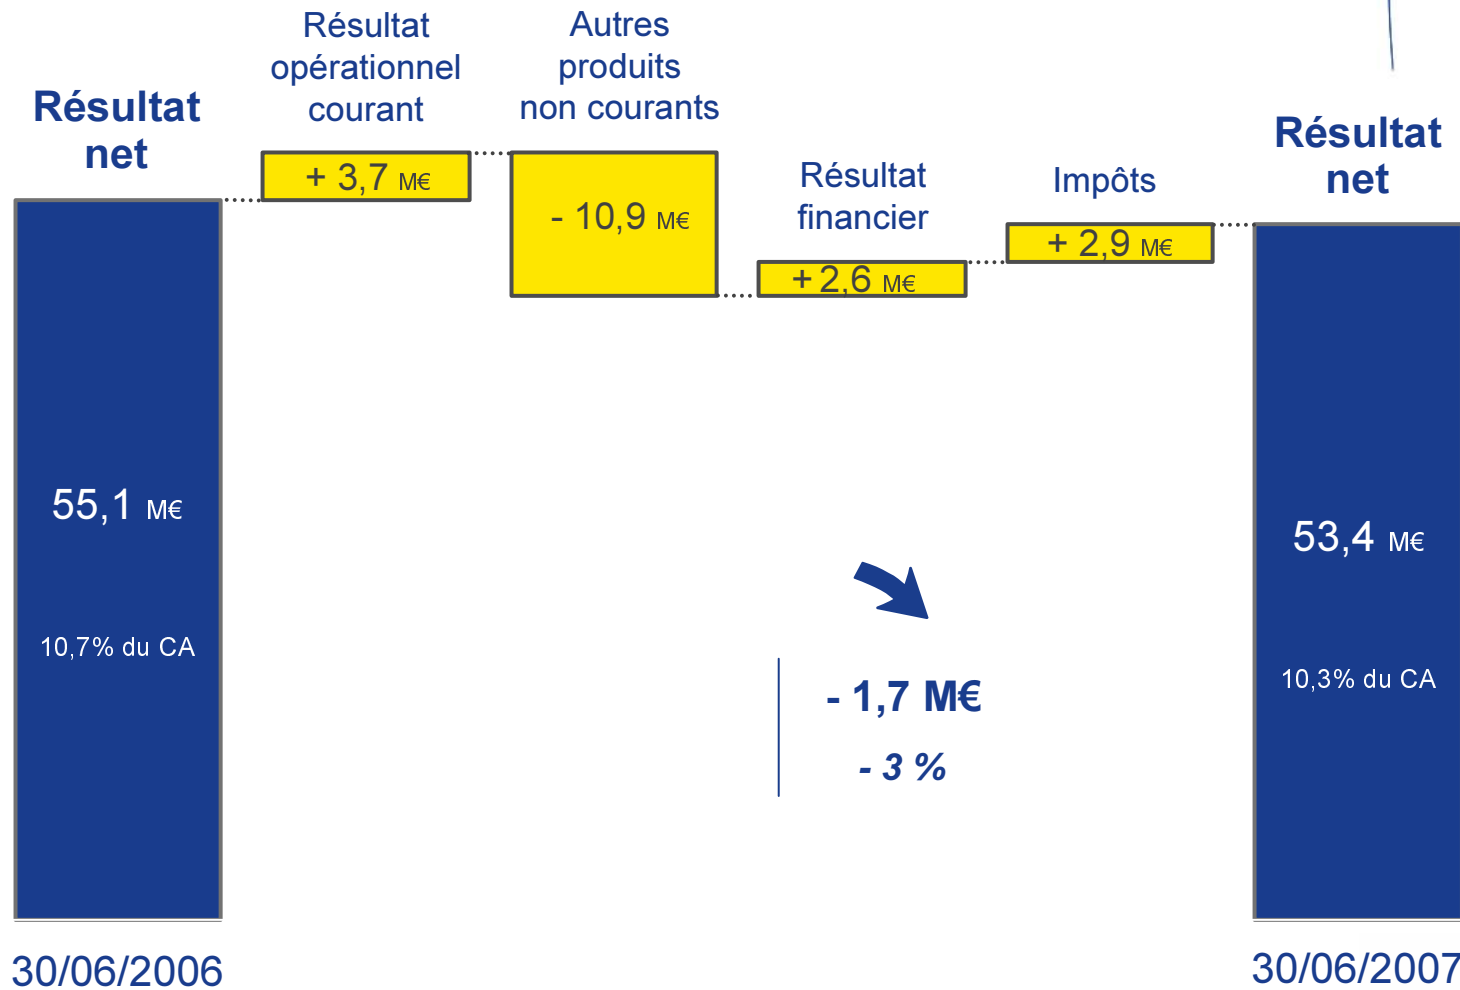 Résultat
net
Résultat
opérationnel
courant
Autres
produits
non courants
Résultat
financier
Impôts
Résultat
net
+ 3,7 M€
- 10,9 M€
+ 2,6 M€
+ 2,9 M€
55,1 M€
10,7% du CA
53,4 M€
10,3% du CA
- 1,7 M€
- 3 %
30/06/2006
30/06/2007